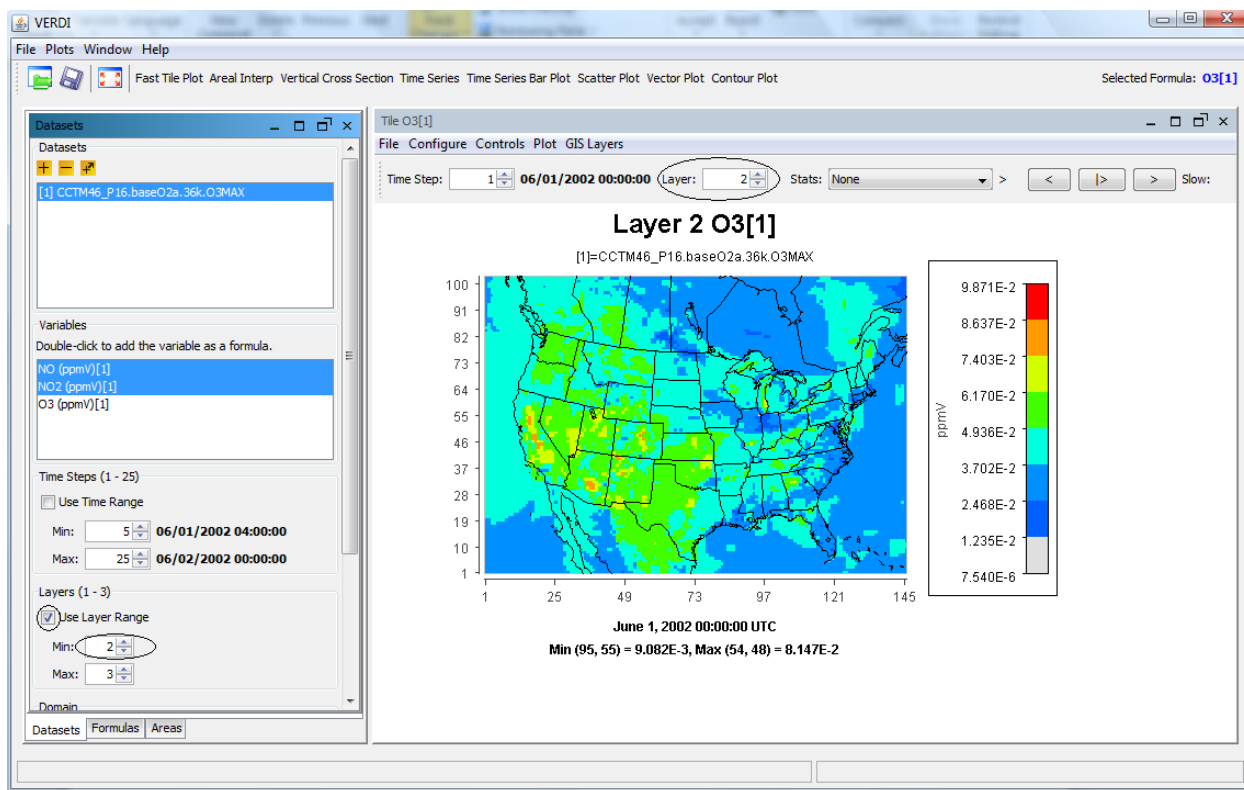 VERDI
File Plots Window Help
Fast Tile Plot Areal Interp Vertical Cross Section Time Series Time Series Bar Plot Scatter Plot Vector Plot Contour Plot
Selected Formula: O3[1]
Datasets
Datasets
[1] CCTM46_P16.baseO2a.36k.O3MAX
Variables
Double-click to add the variable as a formula.
NO (ppmV)[1]
NO2 (ppmV)[1]
O3 (ppmV)[1]
Time Steps (1 - 25)
Use Time Range
Min: 5 06/01/2002 04:00:00
Max: 25 06/02/2002 00:00:00
Layers (1 - 3)
Use Layer Range
Min: 2
Max: 3
Domain
Datasets Formulas Areas
Tile O3[1]
File Configure Controls Plot GIS Layers
Time Step: 1 06/01/2002 00:00:00 Layer: 2 Stats: None > < |> > Slow:
Layer 2 O3[1]
[1]=CCTM46_P16.baseO2a.36k.O3MAX
100
91
82
73
64
55
46
37
28
19
10
1
1 25 49 73 97 121 145
June 1, 2002 00:00:00 UTC
Min (95, 55) = 9.082E-3, Max (54, 48) = 8.147E-2
ppmV
9.871E-2
8.637E-2
7.403E-2
6.170E-2
4.936E-2
3.702E-2
2.468E-2
1.235E-2
7.540E-6